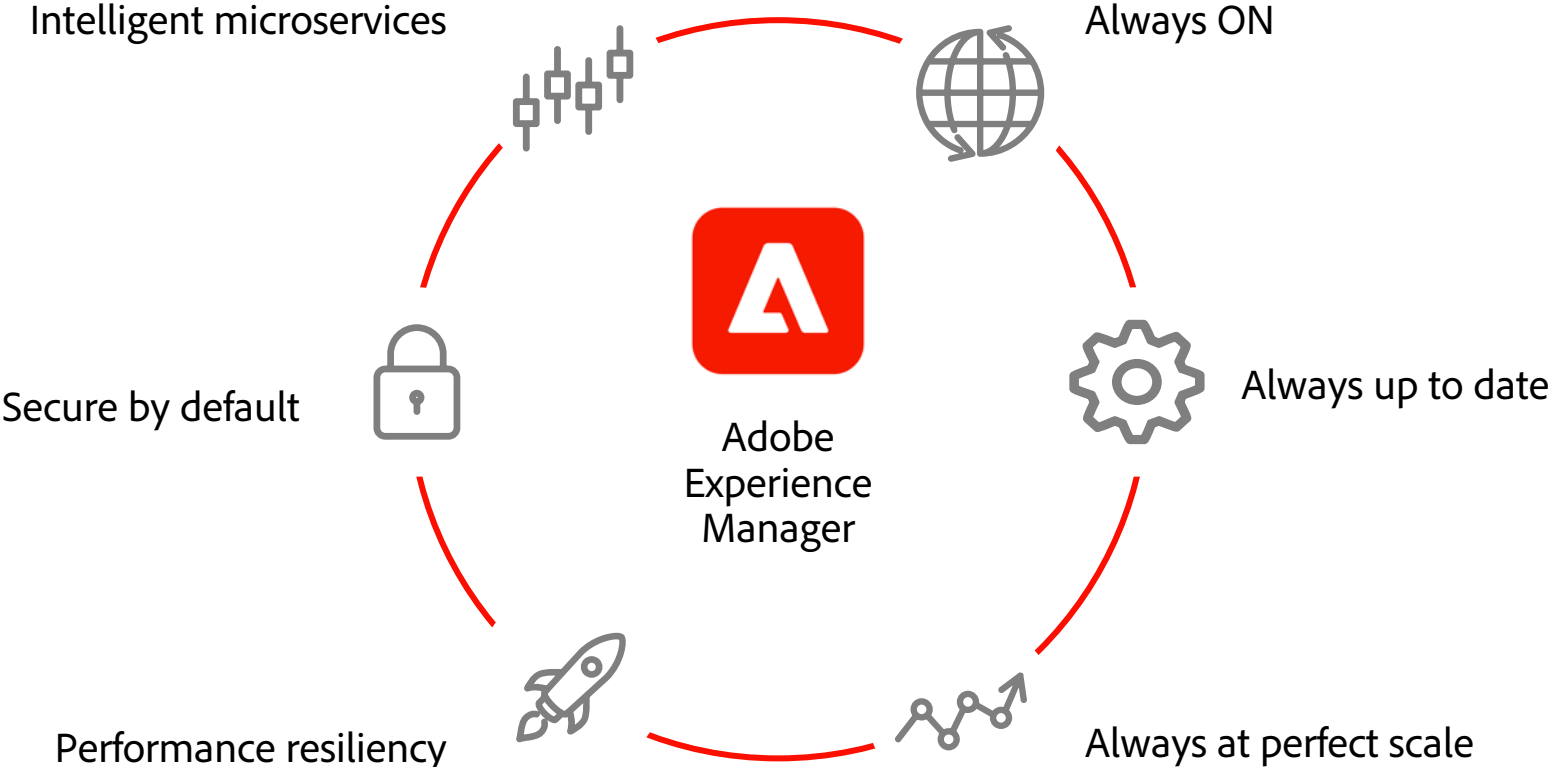 Intelligent microservices
Always ON
Secure by default
Always up to date
Adobe
Experience
Manager
Performance resiliency
Always at perfect scale